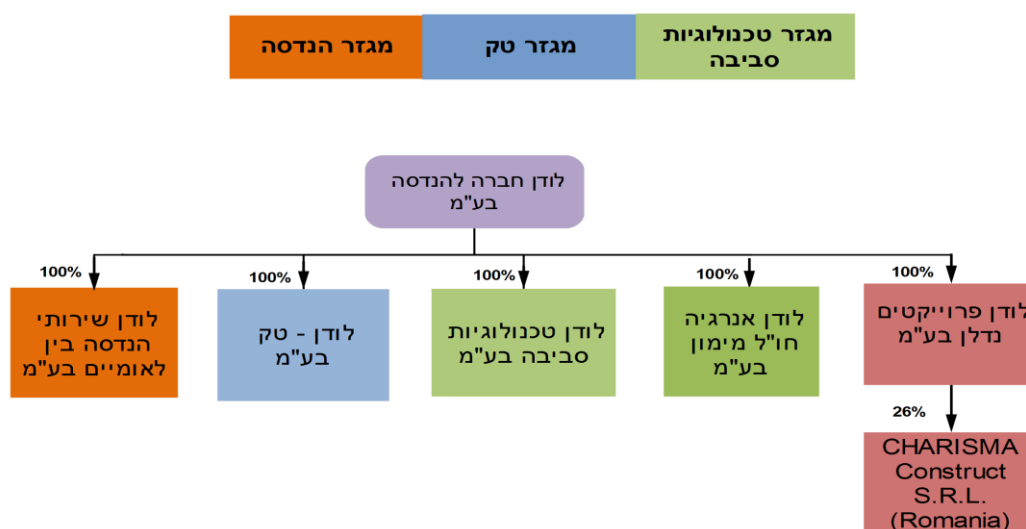 מגזר טכנולוגיות
סביבה
מגזר טק
מגזר הנדסה
לודן חברה להנדסה
בע"מ
100%
100%
100%
100%
100%
לודן פרוייקטים
נדלן בע"מ
לודן אנרגיה
חו"ל מימון
בע"מ
לודן טכנולוגיות
סביבה בע"מ
לודן - טק
בע"מ
לודן שירותי
הנדסה בין
לאומיים בע"מ
26%
CHARISMA
Construct
S.R.L.
(Romania)